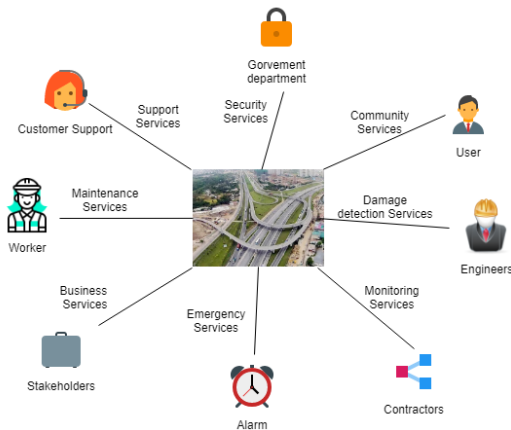 Gorvement
department
Security
Services
Customer Support
Support
Services
Community
Services
User
Maintenance
Services
Worker
Damage
detection Services
Engineers
Business
Services
Stakeholders
Emergency
Services
Alarm
Monitoring
Services
Contractors